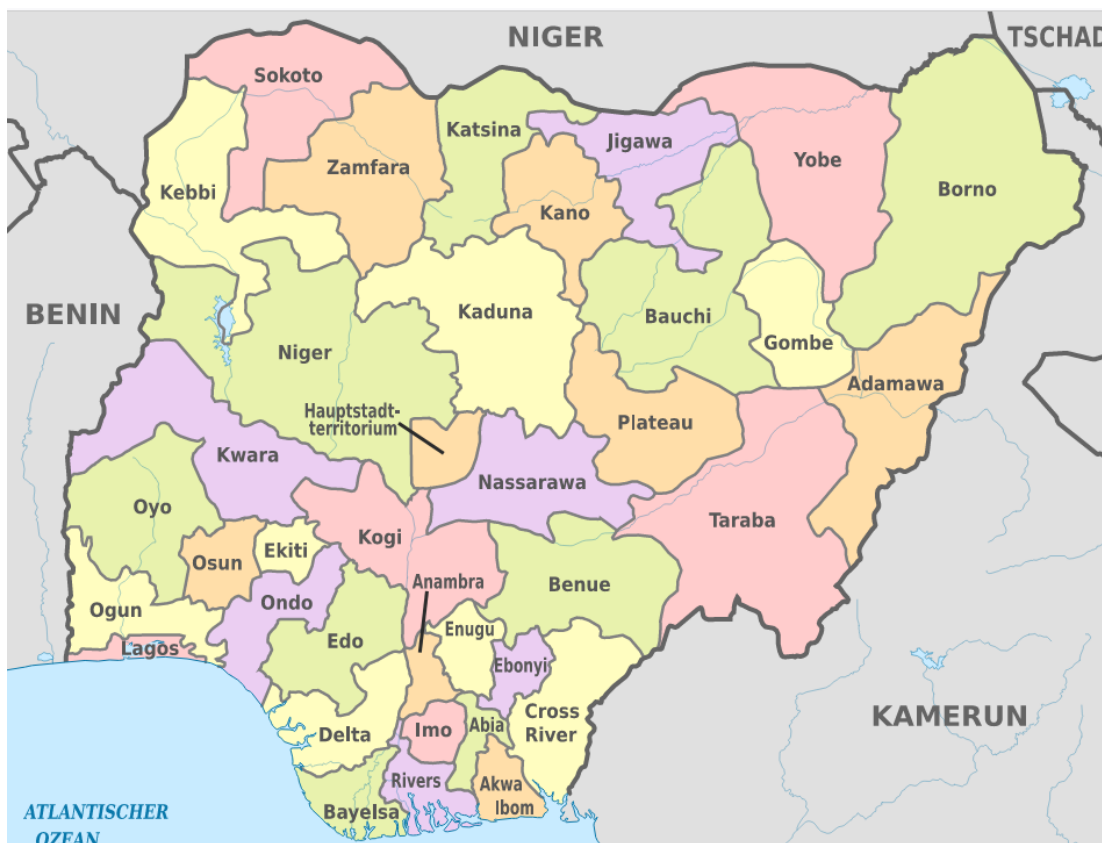 NIGER
TSCHAD
Sokoto
Katsina
Jigawa
Zamfara
Yobe
Kebbi
Borno
Kano
BENIN
Kaduna
Bauchi
Niger
Gombe
Adamawa
Hauptstadt-
territorium
Plateau
Kwara
Nassarawa
Oyo
Taraba
Kogi
Ekiti
Osun
Anambra
Benue
Ondo
Ogun
Edo
Enugu
Lagos
Ebonyi
Cross
River
KAMERUN
Delta
Imo
Abia
Rivers
Akwa
Ibom
Bayelsa
ATLANTISCHER
OZEAN